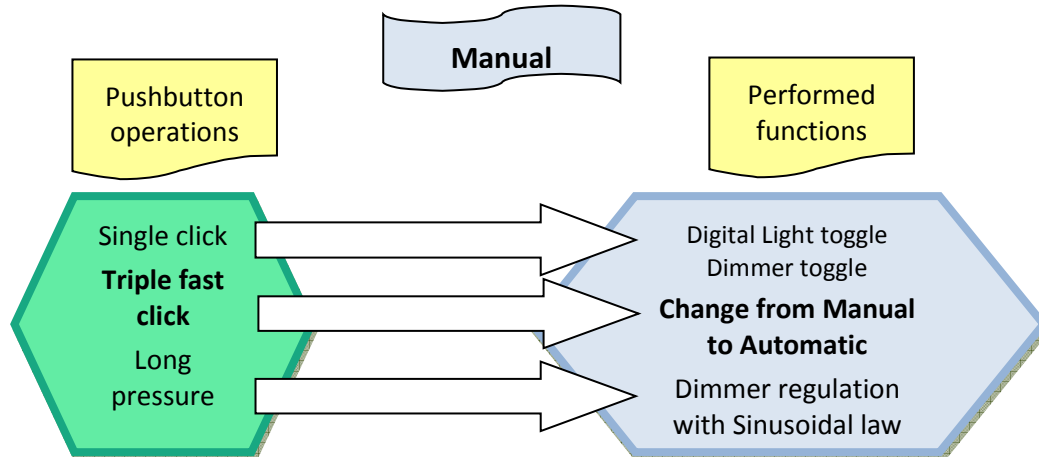 Manual
Pushbutton
operations
Performed
functions
Single click
Triple fast
click
Long
pressure
Digital Light toggle
Dimmer toggle
Change from Manual
to Automatic
Dimmer regulation
with Sinusoidal law